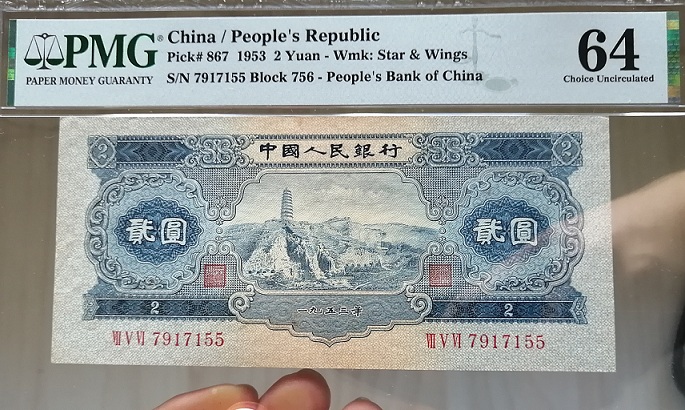 PMG
PAPER MONEY GUARANTY
China / People's Republic
Pick# 867 1953 2 Yuan - Wmk: Star & Wings
S/N 7917155 Block 756 - People's Bank of China
64
Choice Uncirculated
2 中國人民銀行 2
貳圓 貳圓
2 一九五三年 2
ⅦⅤⅥ 7917155 ⅦⅤⅥ 7917155